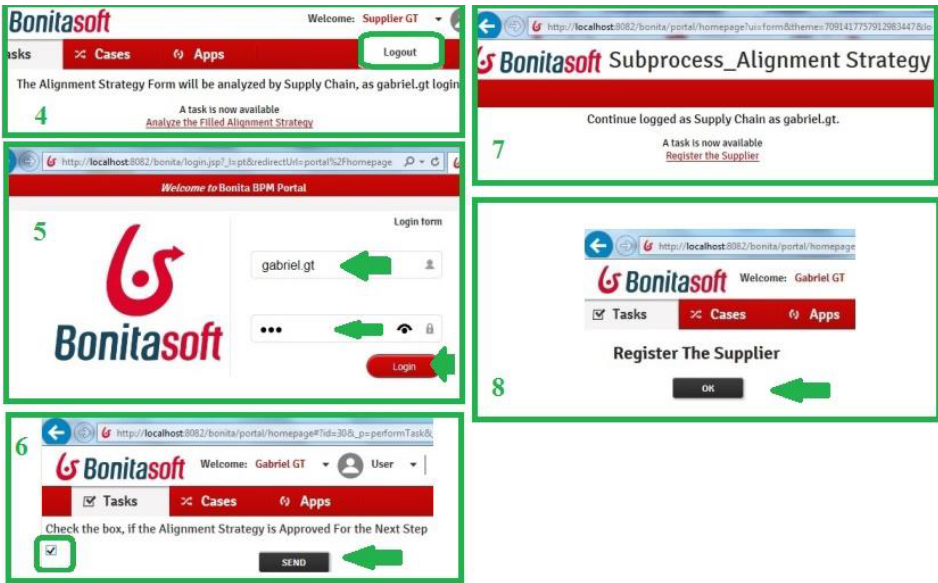 Bonitasoft
Welcome: Supplier GT
Cases
Apps
Logout
The Alignment Strategy Form will be analyzed by Supply Chain, as gabriel.gt login
4
A task is now available
Analyze the Filled Alignment Strategy
http://localhost:8082/bonita/login.jsp?_l=pt&redirectUrl=portal%2Fhomepage
Welcome to Bonita BPM Portal
5
Login form
gabriel.gt
Bonitasoft
Login
6
http://localhost:8082/bonita/portal/homepage#?id=30&_p=performTask&
Bonitasoft
Welcome: Gabriel GT
User
Tasks
Cases
Apps
Check the box, if the Alignment Strategy is Approved For the Next Step
SEND
http://localhost:8082/bonita/portal/homepage?ui=form&theme=7091417757912983447&lo
Bonitasoft Subprocess_Alignment Strategy
Continue logged as Supply Chain as gabriel.gt.
7
A task is now available
Register the Supplier
http://localhost:8082/bonita/portal/homepage
Bonitasoft
Welcome: Gabriel GT
Tasks
Cases
Apps
Register The Supplier
8
OK